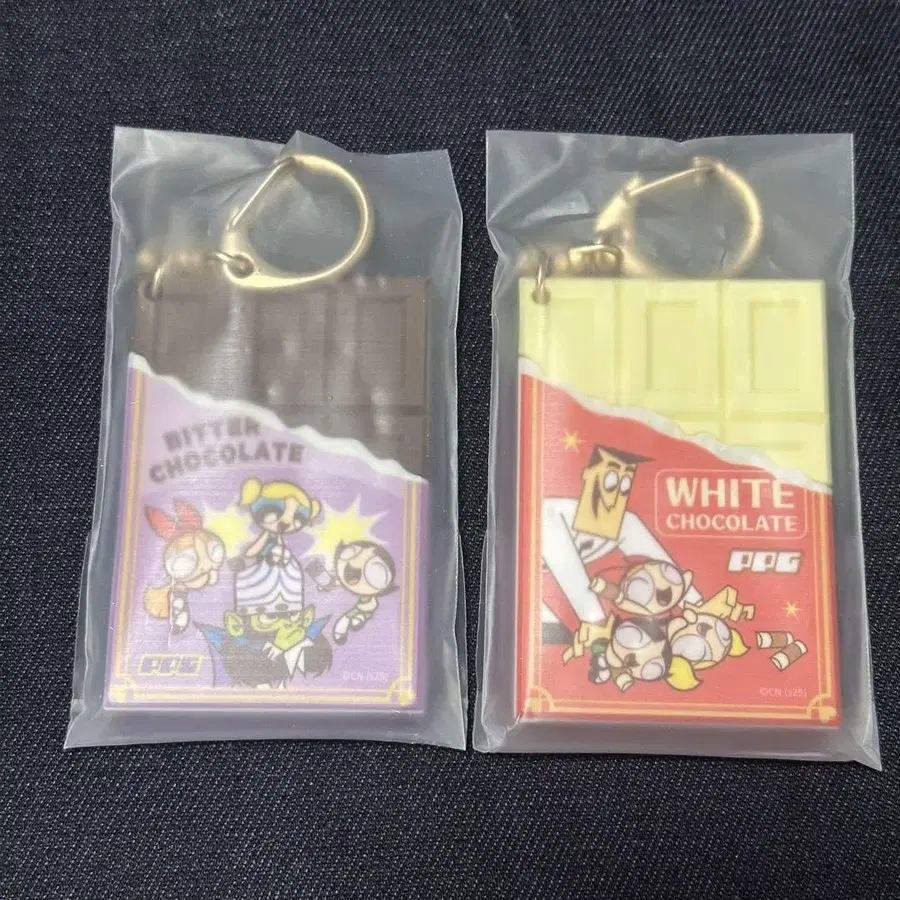 BITTER
CHOCOLATE
PPG
©CN (s25)
WHITE
CHOCOLATE
PPG
©CN (s25)